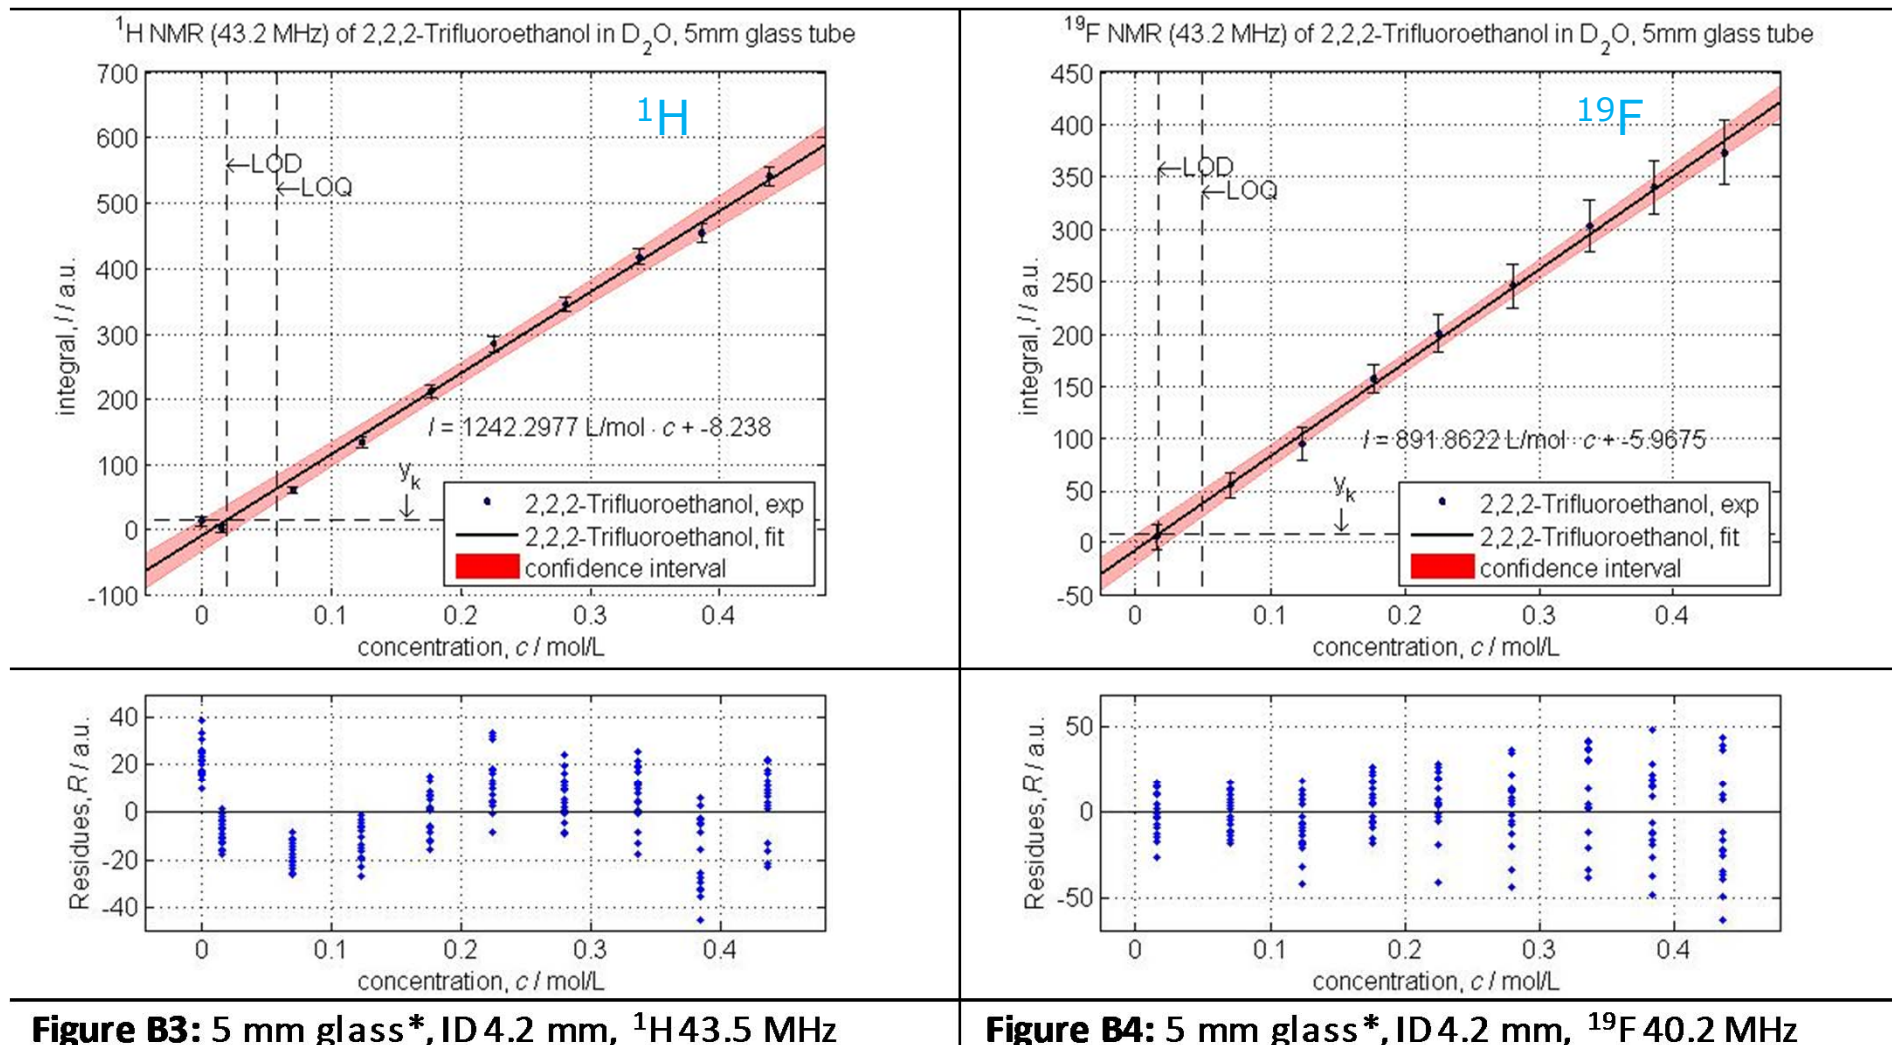 ¹H NMR (43.2 MHz) of 2,2,2-Trifluoroethanol in D₂O, 5mm glass tube
700
600
500
400
300
200
100
0
-100
integral, I / a.u.
¹H
←LOD
←LOQ
I = 1242.2977 L/mol · c + -8.238
yₖ
↓
2,2,2-Trifluoroethanol, exp
2,2,2-Trifluoroethanol, fit
confidence interval
0 0.1 0.2 0.3 0.4
concentration, c / mol/L
40
20
0
-20
-40
Residues, R / a.u.
0 0.1 0.2 0.3 0.4
concentration, c / mol/L
Figure B3: 5 mm glass*, ID 4.2 mm, ¹H 43.5 MHz
¹⁹F NMR (43.2 MHz) of 2,2,2-Trifluoroethanol in D₂O, 5mm glass tube
450
400
350
300
250
200
150
100
50
0
-50
integral, I / a.u.
¹⁹F
←LOD
←LOQ
I = 891.8622 L/mol · c + -5.9675
yₖ
↓
2,2,2-Trifluoroethanol, exp
2,2,2-Trifluoroethanol, fit
confidence interval
0 0.1 0.2 0.3 0.4
concentration, c / mol/L
50
0
-50
Residues, R / a.u.
0 0.1 0.2 0.3 0.4
concentration, c / mol/L
Figure B4: 5 mm glass*, ID 4.2 mm, ¹⁹F 40.2 MHz